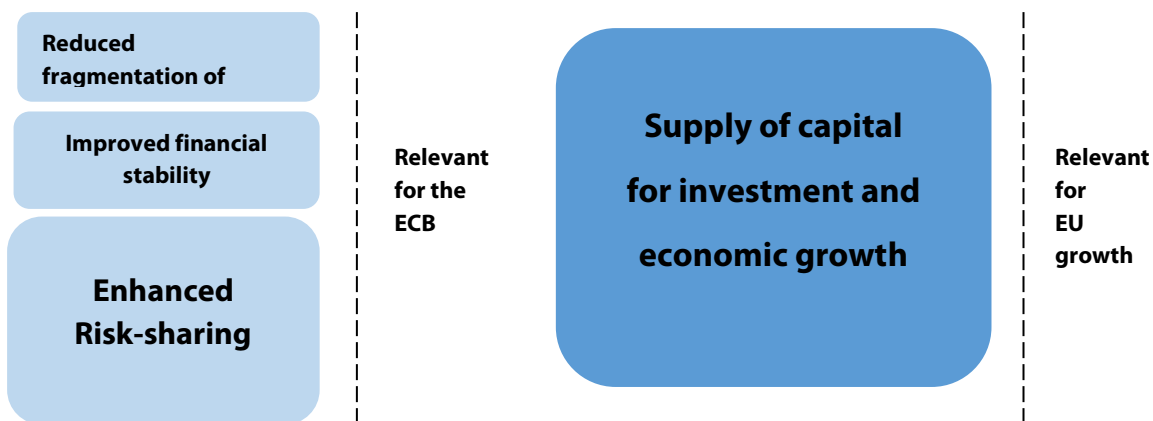 Reduced
fragmentation of
Improved financial
stability
Enhanced
Risk-sharing
Relevant
for the
ECB
Supply of capital
for investment and
economic growth
Relevant
for
EU
growth